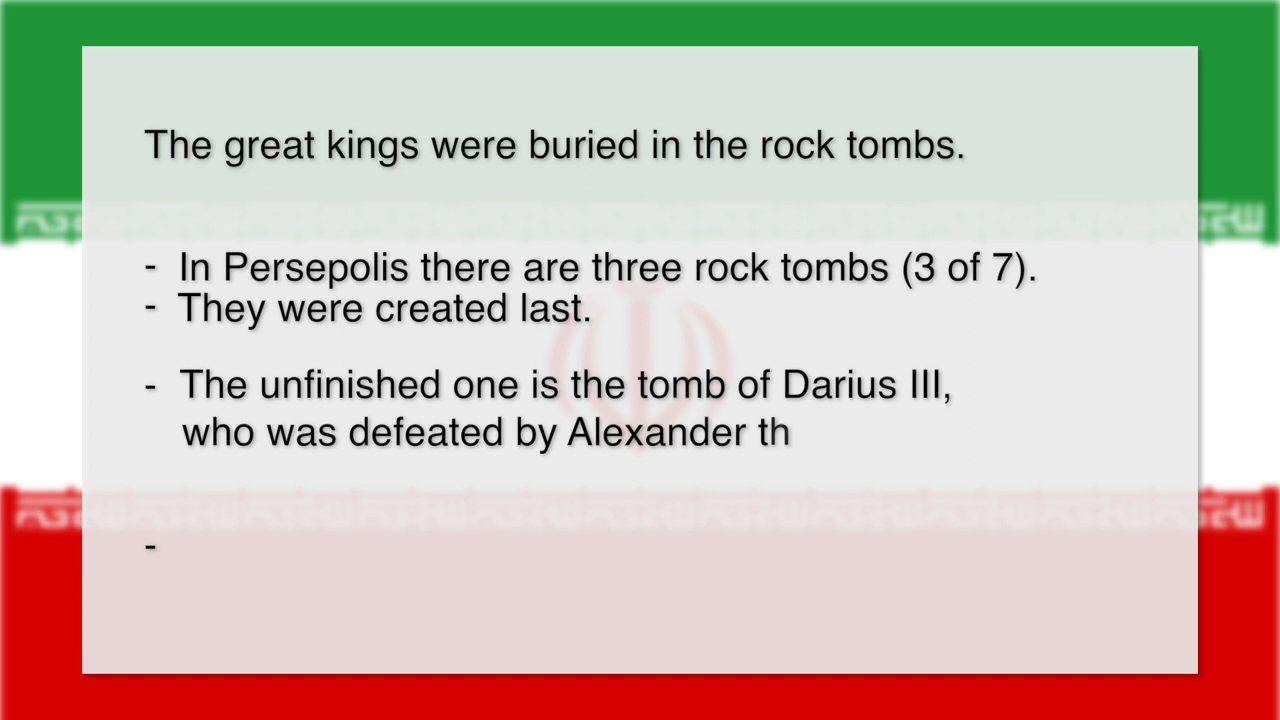 The great kings were buried in the rock tombs.
- In Persepolis there are three rock tombs (3 of 7).
- They were created last.
- The unfinished one is the tomb of Darius III,
who was defeated by Alexander th
-